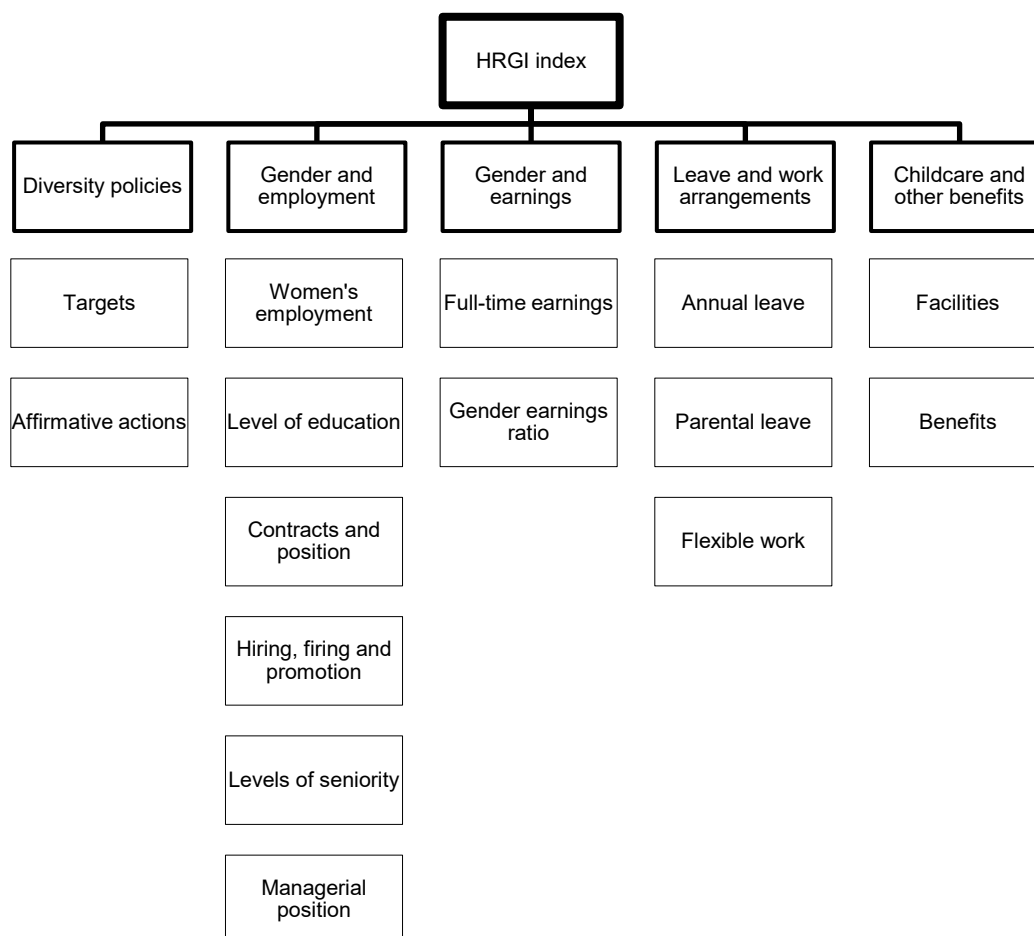 HRGI index
Diversity policies
Gender and
employment
Gender and
earnings
Leave and work
arrangements
Childcare and
other benefits
Targets
Women's
employment
Full-time earnings
Annual leave
Facilities
Affirmative actions
Level of education
Gender earnings
ratio
Parental leave
Benefits
Contracts and
position
Flexible work
Hiring, firing and
promotion
Levels of seniority
Managerial
position